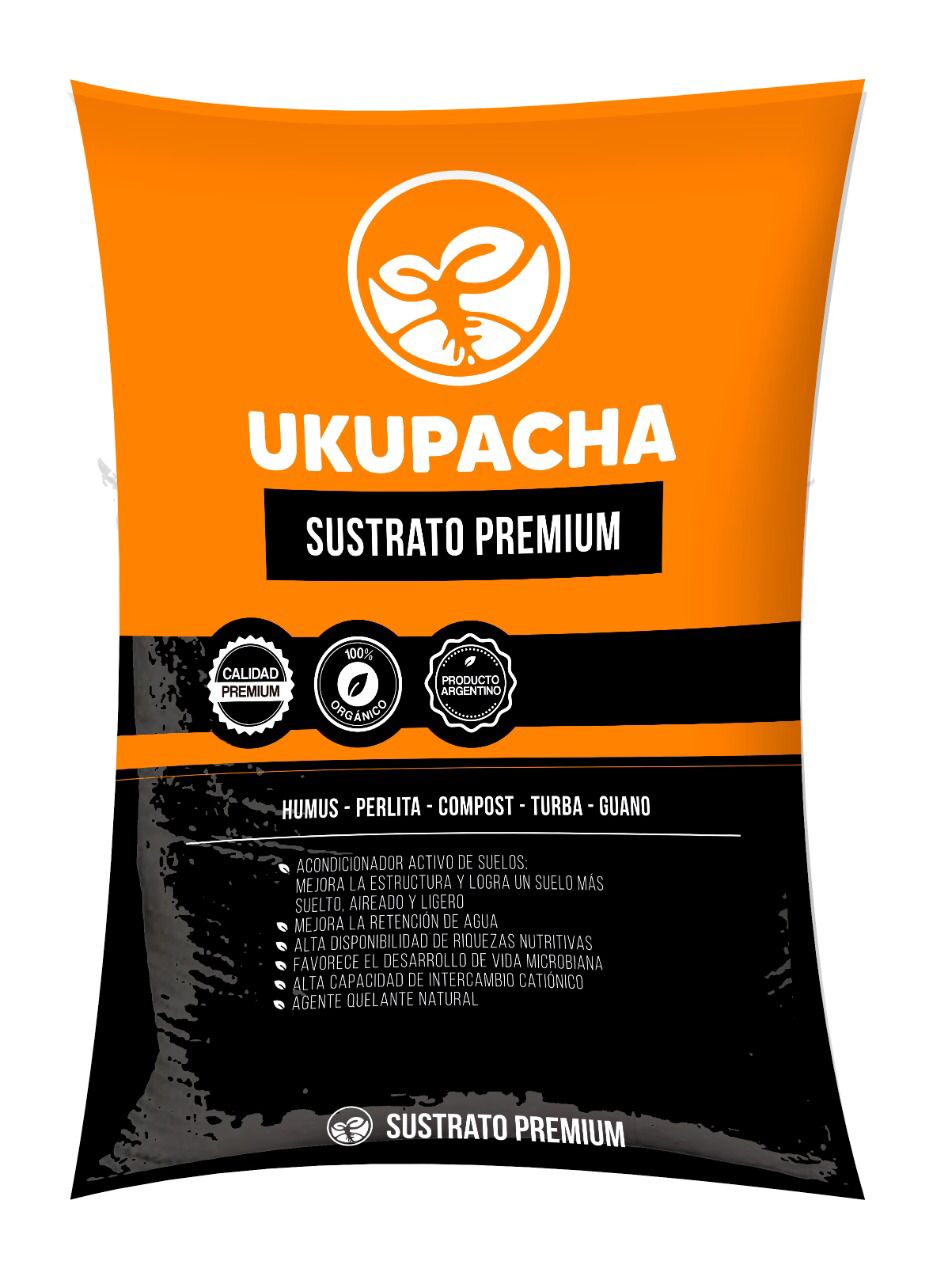 UKUPACHA
SUSTRATO PREMIUM
CALIDAD
PREMIUM
100%
ORGÁNICO
PRODUCTO
ARGENTINO
HUMUS - PERLITA - COMPOST - TURBA - GUANO
ACONDICIONADOR ACTIVO DE SUELOS:
MEJORA LA ESTRUCTURA Y LOGRA UN SUELO MÁS
SUELTO, AIREADO Y LIGERO
MEJORA LA RETENCIÓN DE AGUA
ALTA DISPONIBILIDAD DE RIQUEZAS NUTRITIVAS
FAVORECE EL DESARROLLO DE VIDA MICROBIANA
ALTA CAPACIDAD DE INTERCAMBIO CATIÓNICO
AGENTE QUELANTE NATURAL
SUSTRATO PREMIUM